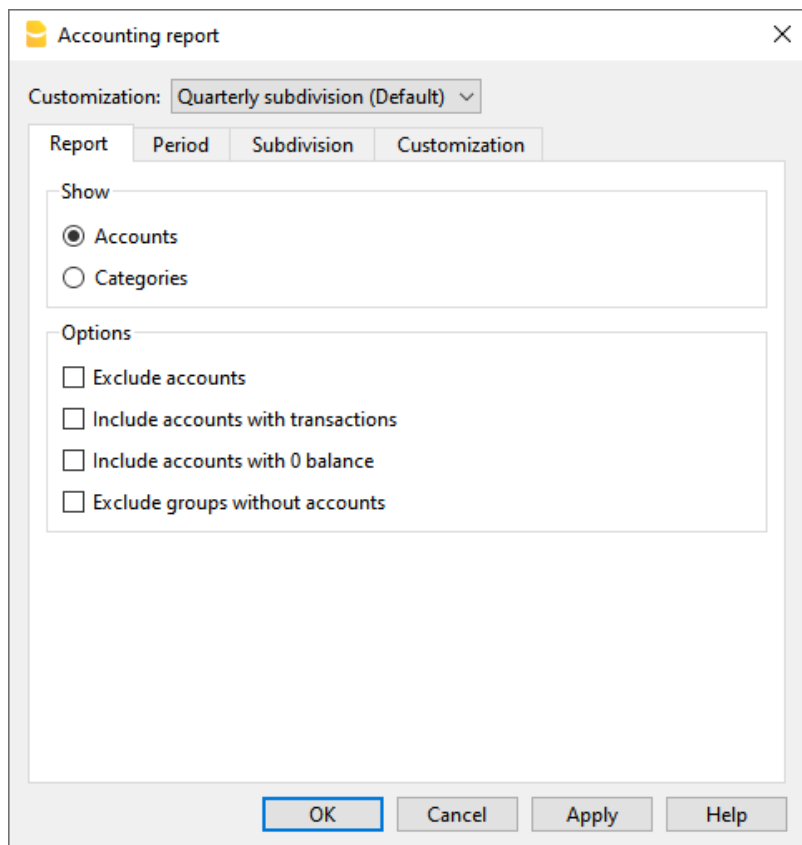 Accounting report
Customization: Quarterly subdivision (Default)
Report Period Subdivision Customization
Show
Accounts
Categories
Options
Exclude accounts
Include accounts with transactions
Include accounts with 0 balance
Exclude groups without accounts
OK Cancel Apply Help